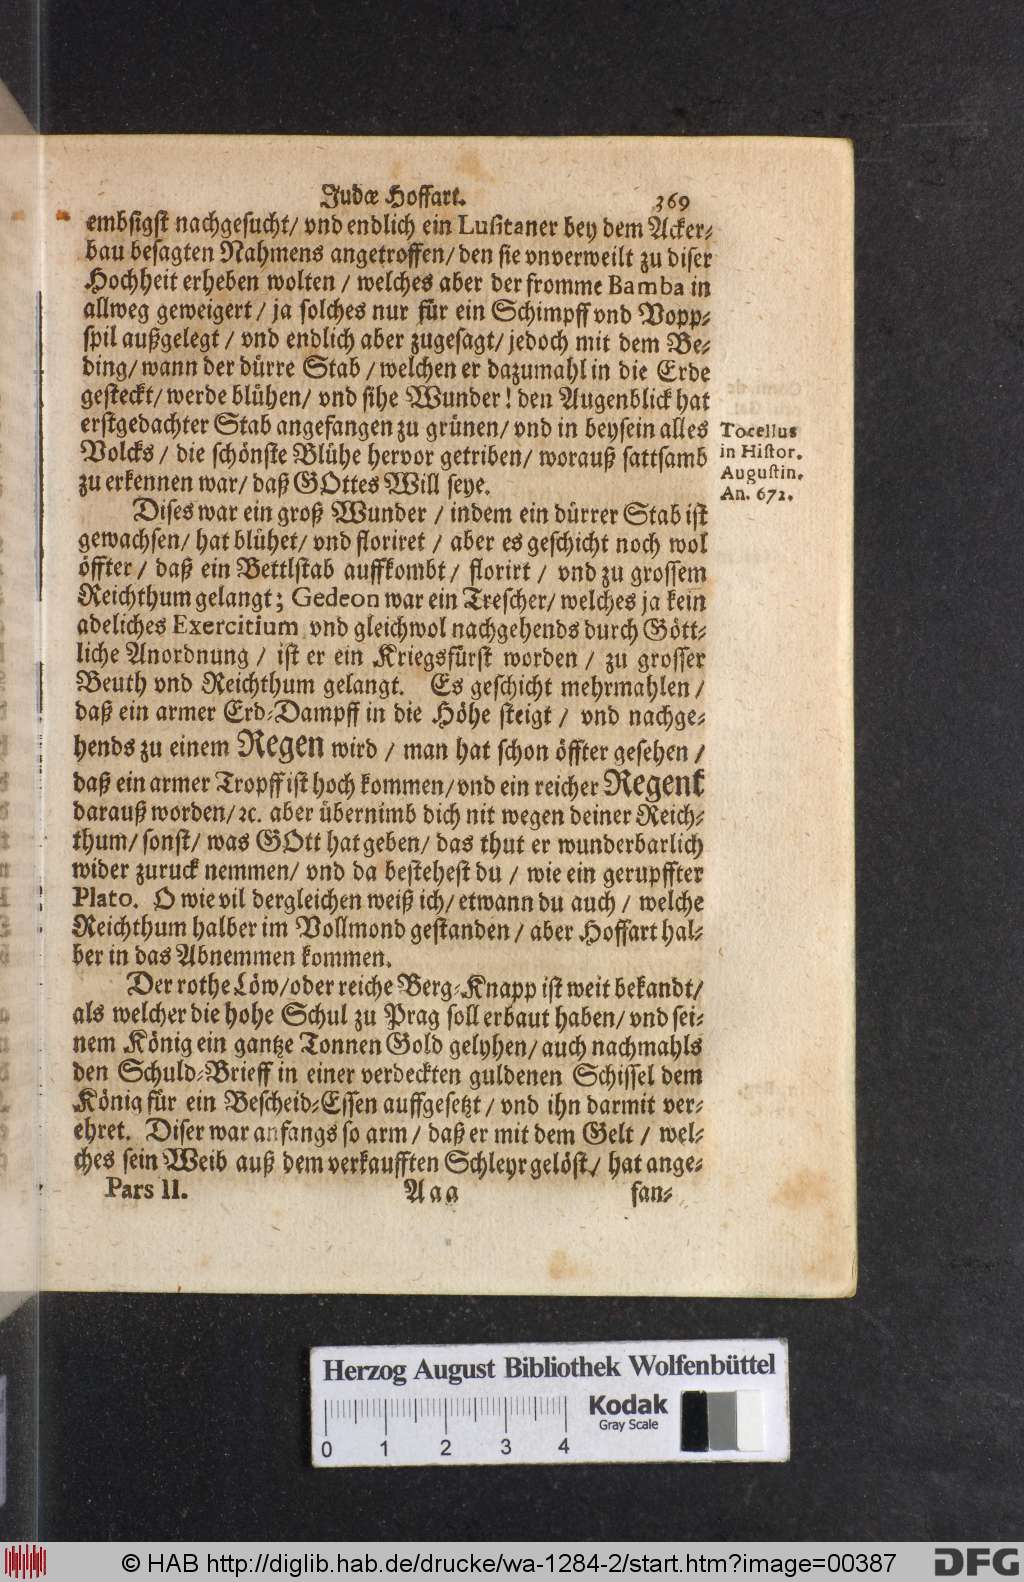 Judæ Hoffart. 369
embsigst nachgesucht/ vnd endlich ein Lusitaner bey dem Acker-
bau besagten Nahmens angetroffen/ den sie vnverweilt zu diser
Hochheit erheben wolten / welches aber der fromme Bamba in
allweg geweigert / ja solches nur für ein Schimpff vnd Vopp-
spil außgelegt / vnd endlich aber zugesagt/ jedoch mit dem Be-
ding/ wann der dürre Stab / welchen er dazumahl in die Erde
gesteckt/ werde blühen/ vnd sihe Wunder! den Augenblick hat
erstgedachter Stab angefangen zu grünen/ vnd in beysein alles
Volcks / die schönste Blühe hervor getriben/ worauß sattsamb
zu erkennen war/ daß GOttes Will seye.
Tocellus
in Histor.
Augustin.
An. 672.
Dises war ein groß Wunder / indem ein dürrer Stab ist
gewachsen/ hat blühet/ vnd floriret / aber es geschicht noch wol
öffter / daß ein Bettlstab auffkombt / florirt / vnd zu grossem
Reichthum gelangt; Gedeon war ein Trescher/ welches ja kein
adeliches Exercitium vnd gleichwol nachgehends durch Gött-
liche Anordnung / ist er ein Kriegsfürst worden / zu grosser
Beuth vnd Reichthum gelangt. Es geschicht mehrmahlen /
daß ein armer Erd-Dampff in die Höhe steigt / vnd nachge-
hends zu einem Regen wird / man hat schon öffter gesehen /
daß ein armer Tropff ist hoch kommen/ vnd ein reicher Regent
darauß worden/ ꝛc. aber übernimb dich nit wegen deiner Reich-
thum/ sonst/ was GOtt hat geben/ das thut er wunderbarlich
wider zuruck nemmen/ vnd da bestehest du / wie ein gerupffter
Plato. O wie vil dergleichen weiß ich/ etwann du auch / welche
Reichthum halber im Vollmond gestanden / aber Hoffart hal-
ber in das Abnemmen kommen.
Der rothe Löw/ oder reiche Berg-Knapp ist weit bekandt/
als welcher die hohe Schul zu Prag soll erbaut haben/ vnd sei-
nem König ein gantze Tonnen Gold gelyhen/ auch nachmahls
den Schuld-Brieff in einer verdeckten guldenen Schissel dem
König für ein Bescheid-Essen auffgesetzt / vnd ihn darmit ver-
ehret. Diser war anfangs so arm / daß er mit dem Gelt / wel-
ches sein Weib auß dem verkaufften Schleyr gelöst / hat ange-
Pars II. Aaa fan-
Herzog August Bibliothek Wolfenbüttel
Kodak
Gray Scale
0 1 2 3 4
© HAB http://diglib.hab.de/drucke/wa-1284-2/start.htm?image=00387 DFG